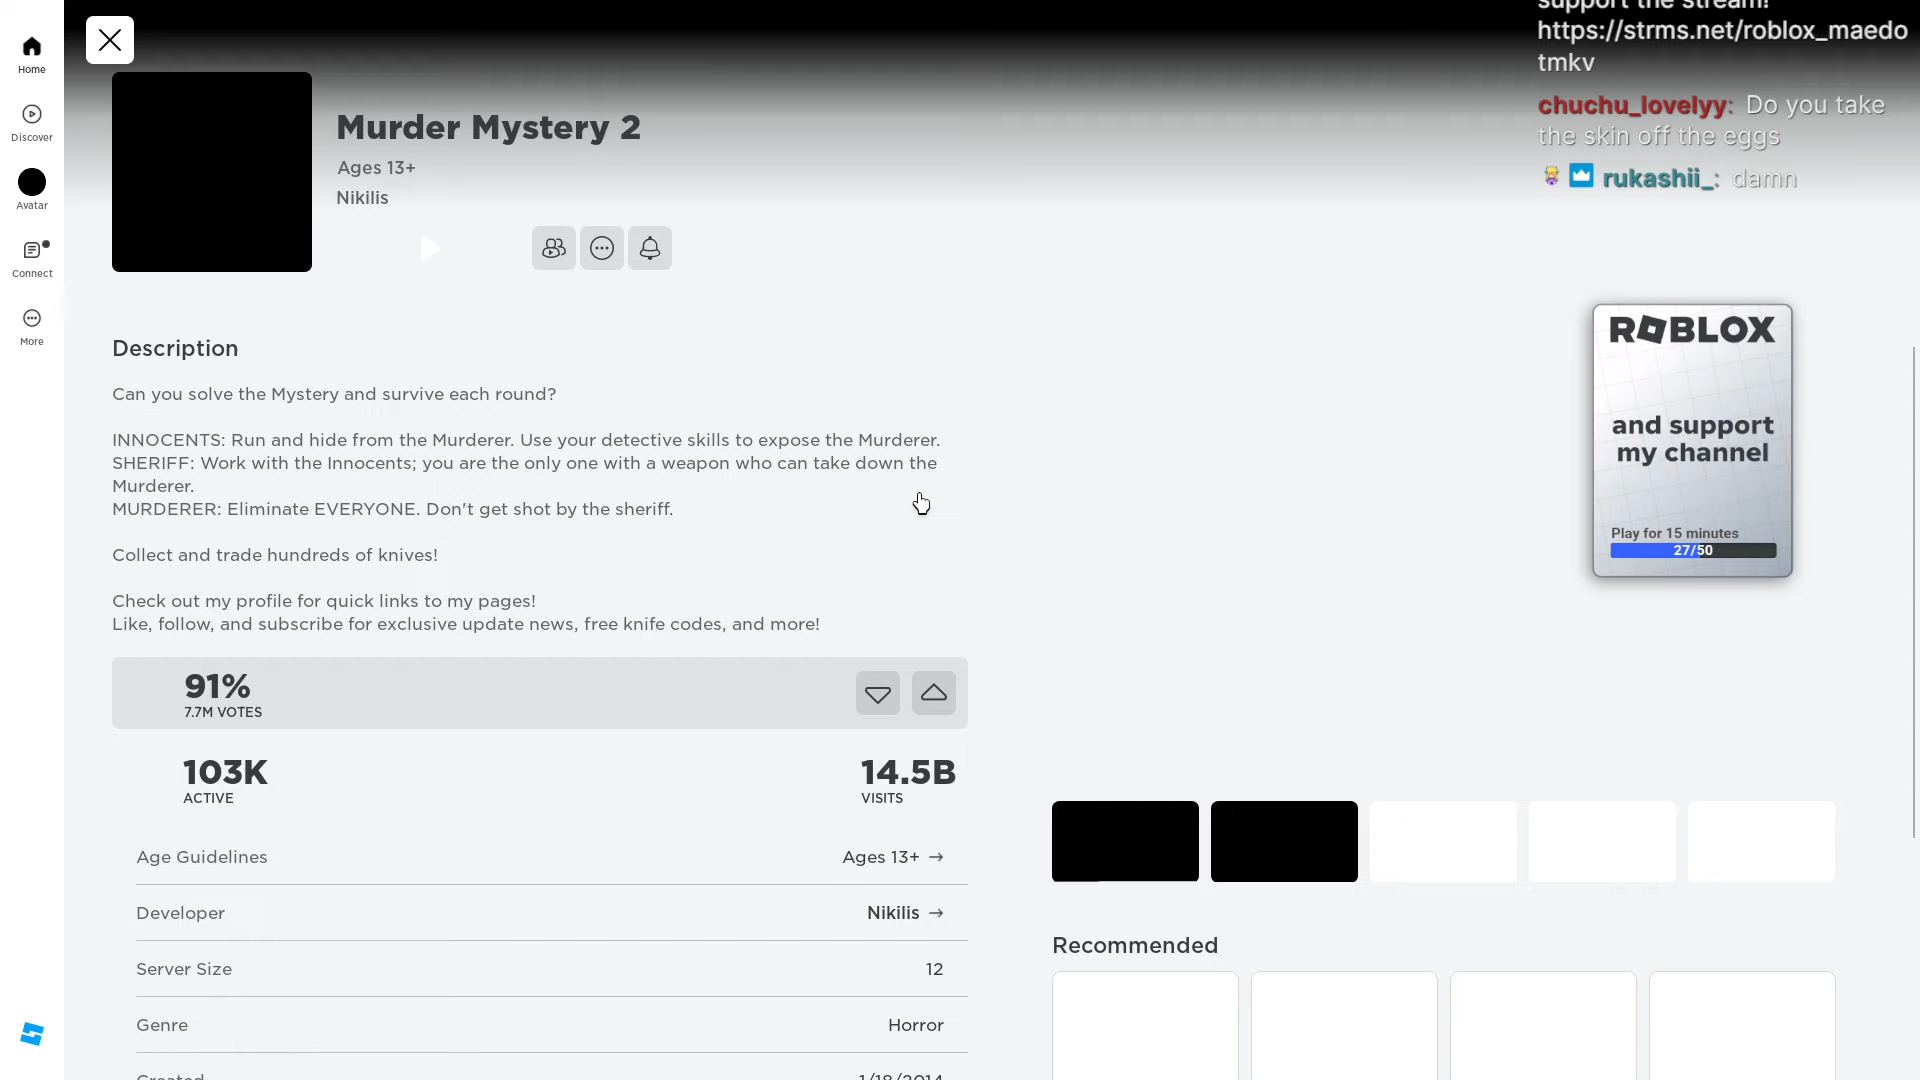 support the stream!
https://strms.net/roblox_maedo
tmkv
chuchu_lovelyy: Do you take
the skin off the eggs
rukashii_: damn
Home
Discover
Avatar
Connect
More
Murder Mystery 2
Ages 13+
Nikilis
Description
Can you solve the Mystery and survive each round?
INNOCENTS: Run and hide from the Murderer. Use your detective skills to expose the Murderer.
SHERIFF: Work with the Innocents; you are the only one with a weapon who can take down the
Murderer.
MURDERER: Eliminate EVERYONE. Don't get shot by the sheriff.
Collect and trade hundreds of knives!
Check out my profile for quick links to my pages!
Like, follow, and subscribe for exclusive update news, free knife codes, and more!
91%
7.7M VOTES
103K
ACTIVE
14.5B
VISITS
Age Guidelines
Ages 13+
Developer
Nikilis
Server Size
12
Genre
Horror
Created
1/18/2014
ROBLOX
and support
my channel
Play for 15 minutes
27/50
Recommended